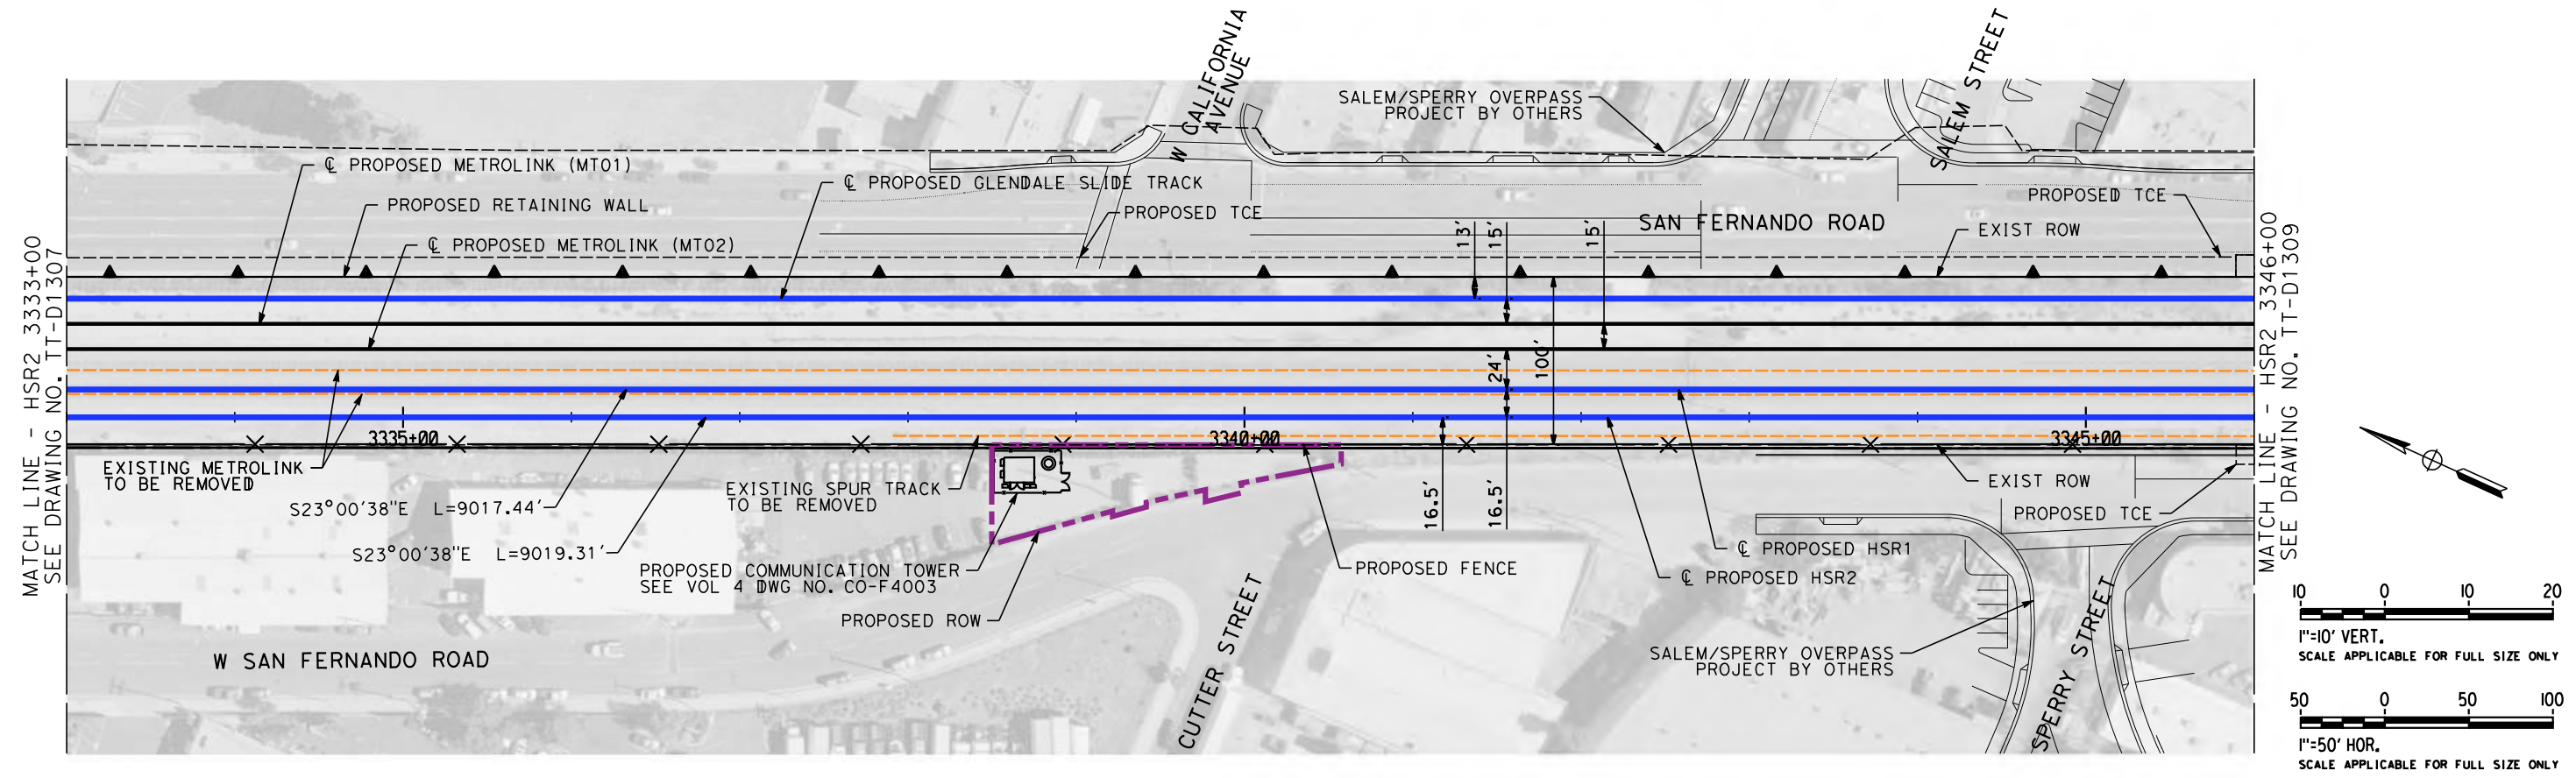 W CALIFORNIA
AVENUE
SALEM STREET
SALEM/SPERRY OVERPASS
PROJECT BY OTHERS
℄ PROPOSED METROLINK (MT01)
℄ PROPOSED GLENDALE SLIDE TRACK
PROPOSED RETAINING WALL
PROPOSED TCE
PROPOSED TCE
℄ PROPOSED METROLINK (MT02)
SAN FERNANDO ROAD
EXIST ROW
13'
15'
15'
24'
100'
MATCH LINE - HSR2 3333+00
SEE DRAWING NO. TT-D1307
MATCH LINE - HSR2 3346+00
SEE DRAWING NO. TT-D1309
3335+00
3340+00
3345+00
EXISTING METROLINK
TO BE REMOVED
S23°00'38"E L=9017.44'
S23°00'38"E L=9019.31'
EXISTING SPUR TRACK
TO BE REMOVED
16.5'
16.5'
EXIST ROW
PROPOSED TCE
℄ PROPOSED HSR1
℄ PROPOSED HSR2
PROPOSED FENCE
PROPOSED COMMUNICATION TOWER
SEE VOL 4 DWG NO. CO-F4003
PROPOSED ROW
W SAN FERNANDO ROAD
CUTTER STREET
SALEM/SPERRY OVERPASS
PROJECT BY OTHERS
SPERRY STREET
10 0 10 20
1"=10' VERT.
SCALE APPLICABLE FOR FULL SIZE ONLY
50 0 50 100
1"=50' HOR.
SCALE APPLICABLE FOR FULL SIZE ONLY